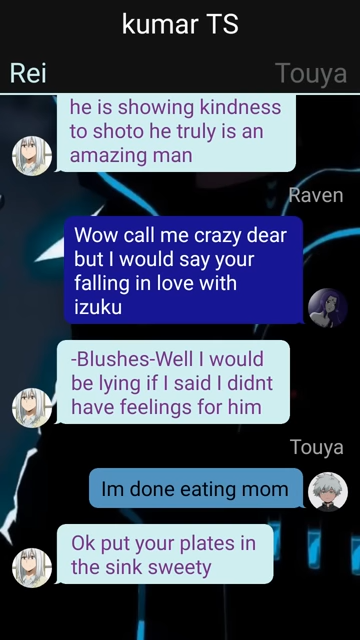 kumar TS
Rei
Touya
he is showing kindness
to shoto he truly is an
amazing man
Raven
Wow call me crazy dear
but I would say your
falling in love with
izuku
-Blushes-Well I would
be lying if I said I didnt
have feelings for him
Touya
Im done eating mom
Ok put your plates in
the sink sweety